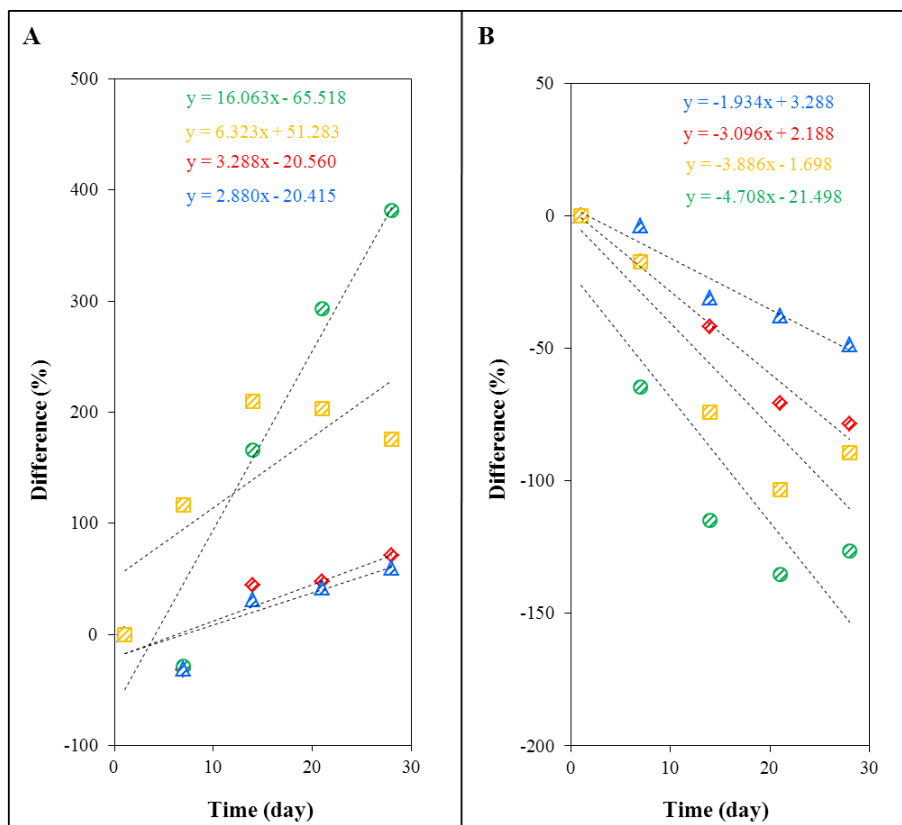 A
500
400
300
200
100
0
-100
Difference (%)
y = 16.063x - 65.518
y = 6.323x + 51.283
y = 3.288x - 20.560
y = 2.880x - 20.415
0 10 20 30
Time (day)
B
50
0
-50
-100
-150
-200
Difference (%)
y = -1.934x + 3.288
y = -3.096x + 2.188
y = -3.886x - 1.698
y = -4.708x - 21.498
0 10 20 30
Time (day)